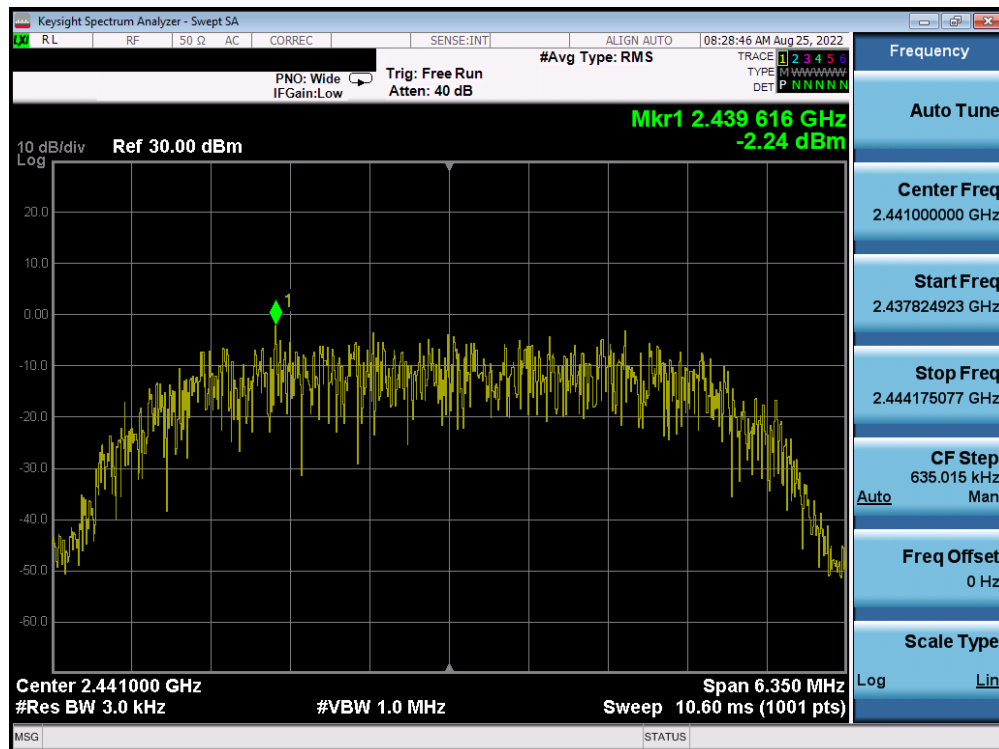 Keysight Spectrum Analyzer - Swept SA
LXI RL RF 50 Ω AC CORREC SENSE:INT ALIGN AUTO 08:28:46 AM Aug 25, 2022
PNO: Wide
IFGain:Low
Trig: Free Run
Atten: 40 dB
#Avg Type: RMS
TRACE 1 2 3 4 5 6
TYPE M WWWWW
DET P N N N N N
Mkr1 2.439 616 GHz
-2.24 dBm
10 dB/div Ref 30.00 dBm
Log
20.0
10.0
0.00
-10.0
-20.0
-30.0
-40.0
-50.0
-60.0
1
Center 2.441000 GHz Span 6.350 MHz
#Res BW 3.0 kHz #VBW 1.0 MHz Sweep 10.60 ms (1001 pts)
MSG STATUS
Frequency
Auto Tune
Center Freq
2.441000000 GHz
Start Freq
2.437824923 GHz
Stop Freq
2.444175077 GHz
CF Step
635.015 kHz
Auto Man
Freq Offset
0 Hz
Scale Type
Log Lin